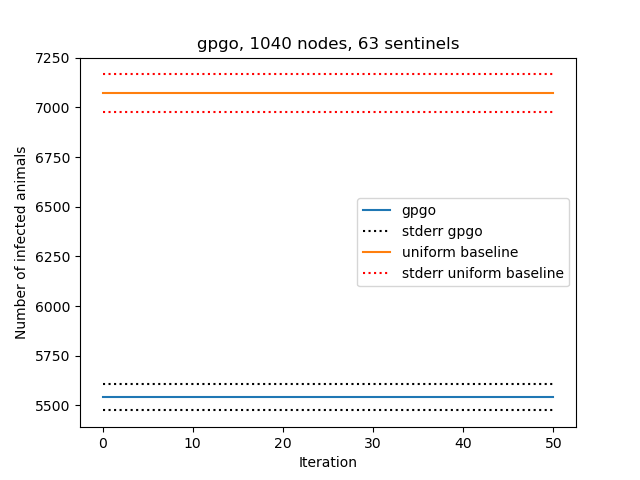 gpgo, 1040 nodes, 63 sentinels
7250
7000
6750
6500
6250
6000
5750
5500
Number of infected animals
gpgo
stderr gpgo
uniform baseline
stderr uniform baseline
0 10 20 30 40 50
Iteration